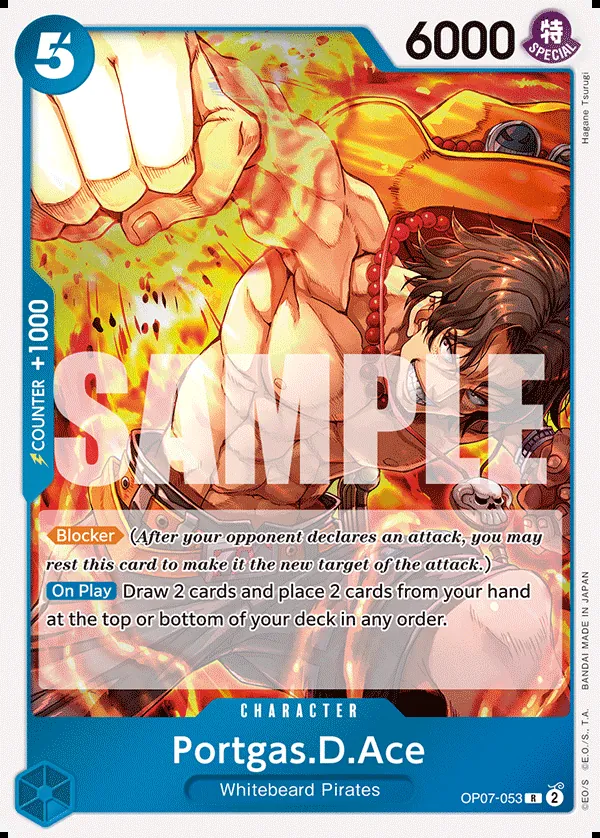 5
6000
特
SPECIAL
Hagane Tsurugi
COUNTER +1000
SAMPLE
Blocker (After your opponent declares an attack, you may
rest this card to make it the new target of the attack.)
On Play Draw 2 cards and place 2 cards from your hand
at the top or bottom of your deck in any order.
CHARACTER
Portgas.D.Ace
Whitebeard Pirates
OP07-053 R 2
©EO/S ©E.O./S., T.A. BANDAI MADE IN JAPAN